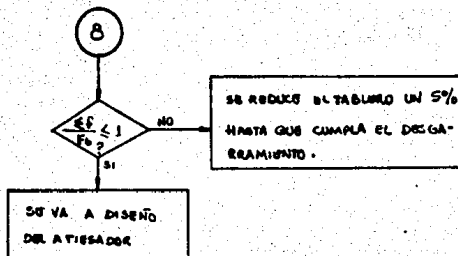 8
Σf
Fb ≤ 1
?
NO
SI
SE REDUCE EL TABLERO UN 5%
HASTA QUE CUMPLA EL DESGA-
RRAMIENTO.
SE VA A DISEÑO
DEL ATIESADOR